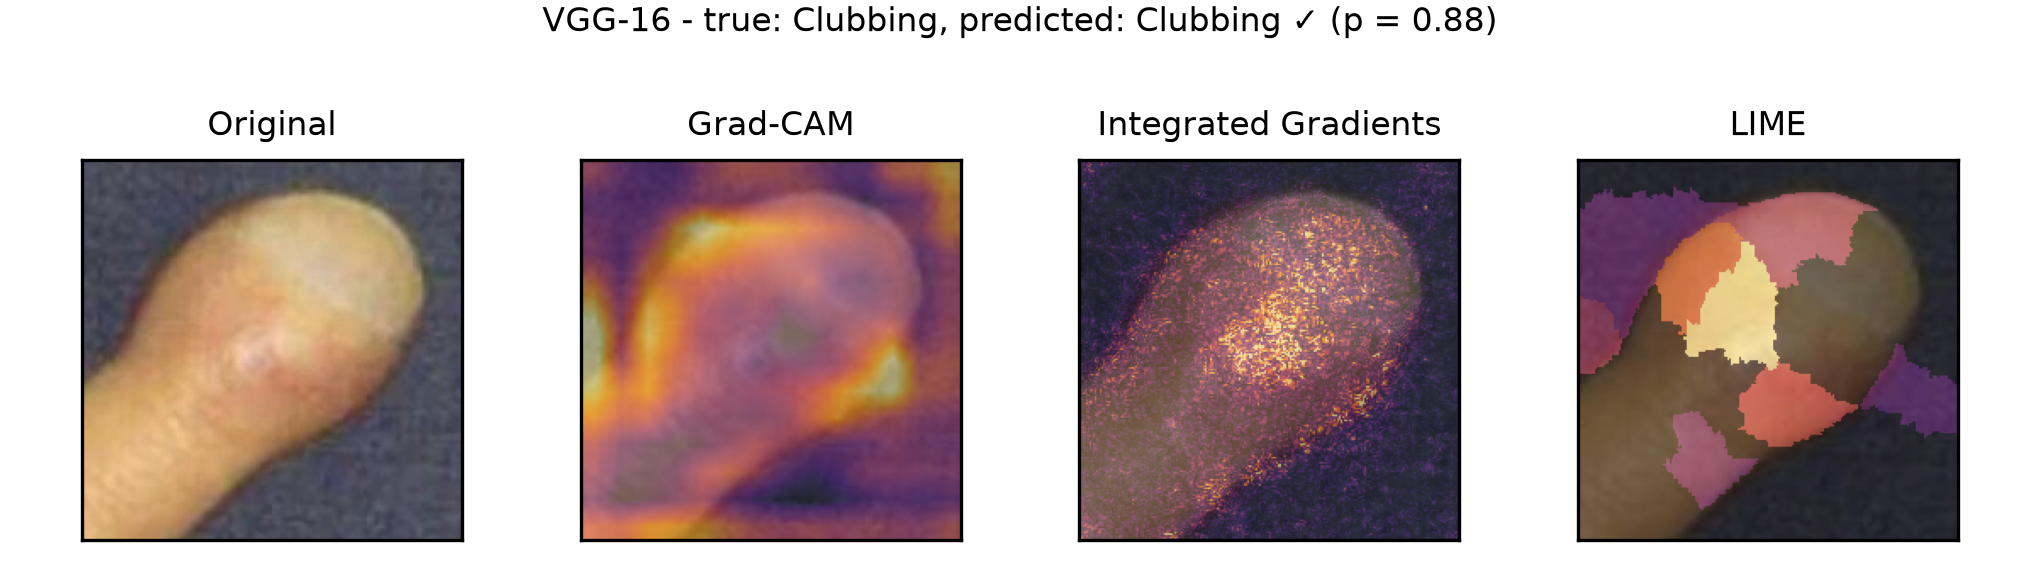 VGG-16 - true: Clubbing, predicted: Clubbing ✓ (p = 0.88)
Original
Grad-CAM
Integrated Gradients
LIME